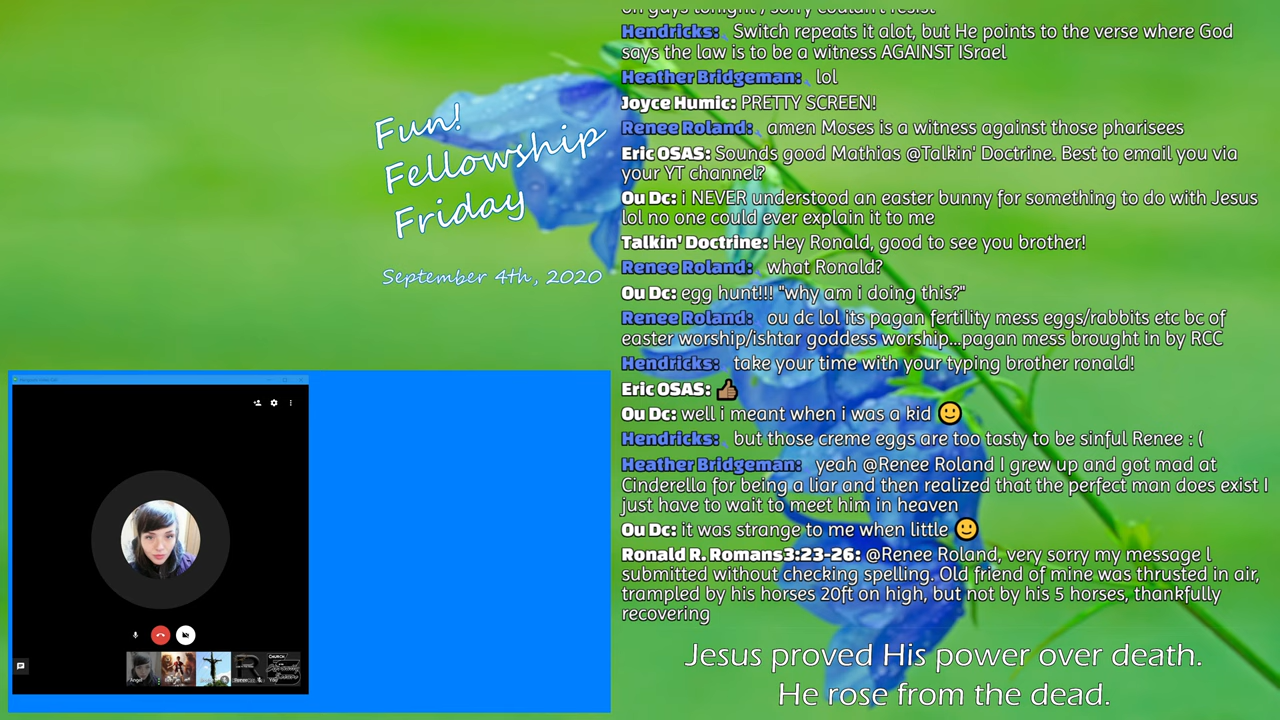 Fun!
Fellowship
Friday
September 4th, 2020
Hendricks: Switch repeats it alot, but He points to the verse where God
says the law is to be a witness AGAINST ISrael
Heather Bridgeman: lol
Joyce Humic: PRETTY SCREEN!
Renee Roland: amen Moses is a witness against those pharisees
Eric OSAS: Sounds good Mathias @Talkin' Doctrine. Best to email you via
your YT channel?
Ou Dc: i NEVER understood an easter bunny for something to do with Jesus
lol no one could ever explain it to me
Talkin' Doctrine: Hey Ronald, good to see you brother!
Renee Roland: what Ronald?
Ou Dc: egg hunt!!! "why am i doing this?"
Renee Roland: ou dc lol its pagan fertility mess eggs/rabbits etc bc of
easter worship/ishtar goddess worship...pagan mess brought in by RCC
Hendricks: take your time with your typing brother ronald!
Eric OSAS: 👍🏽
Ou Dc: well i meant when i was a kid 🙂
Hendricks: but those creme eggs are too tasty to be sinful Renee : (
Heather Bridgeman: yeah @Renee Roland I grew up and got mad at
Cinderella for being a liar and then realized that the perfect man does exist I
just have to wait to meet him in heaven
Ou Dc: it was strange to me when little 🙂
Ronald R. Romans3:23-26: @Renee Roland, very sorry my message l
submitted without checking spelling. Old friend of mine was thrusted in air,
trampled by his horses 20ft on high, but not by his 5 horses, thankfully
recovering
Jesus proved His power over death.
He rose from the dead.
Angel